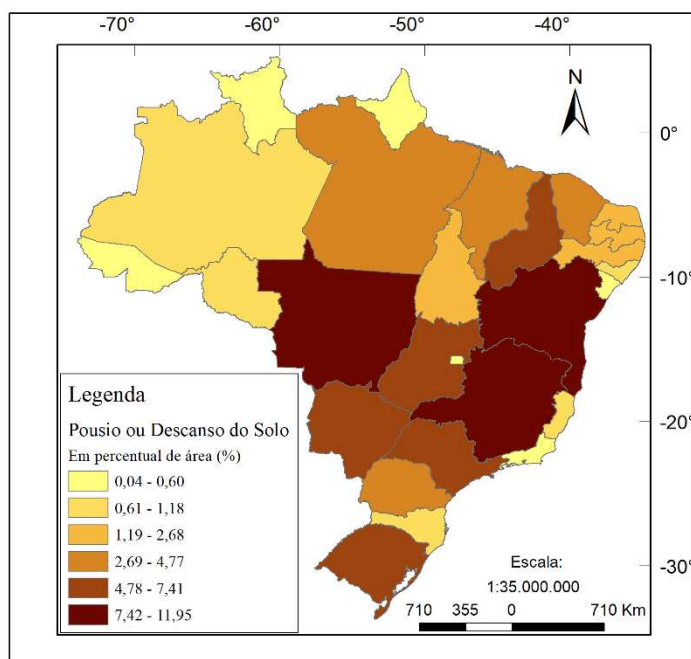 -70° -60° -50° -40°
N
0°
-10°
-20°
-30°
Legenda
Pousio ou Descanso do Solo
Em percentual de área (%)
0,04 - 0,60
0,61 - 1,18
1,19 - 2,68
2,69 - 4,77
4,78 - 7,41
7,42 - 11,95
Escala:
1:35.000.000
710 355 0 710 Km